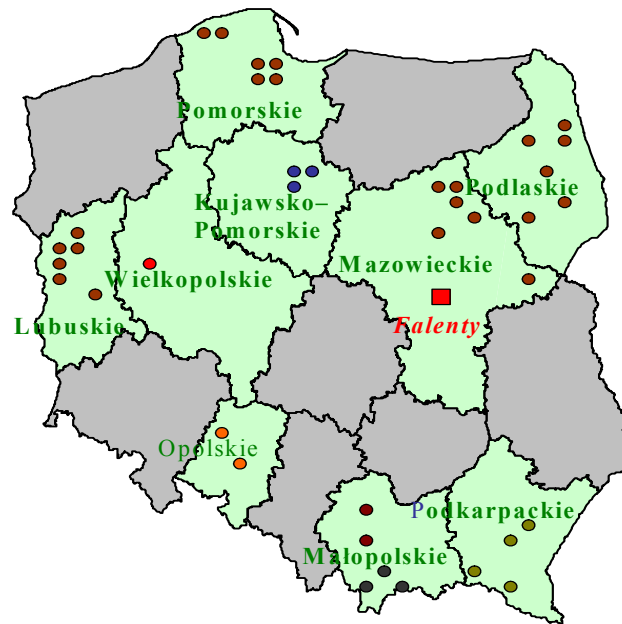 Pomorskie
Podlaskie
Kujawsko–
Pomorskie
Mazowieckie
Wielkopolskie
Falenty
Lubuskie
Opolskie
Podkarpackie
Małopolskie